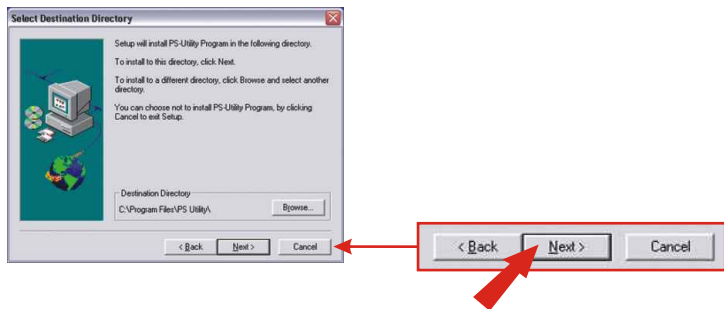 Select Destination Directory
Setup will install PS-Utility Program in the following directory.
To install to this directory, click Next.
To install to a different directory, click Browse and select another
directory.
You can choose not to install PS-Utility Program, by clicking
Cancel to exit Setup.
Destination Directory
C:\Program Files\PS Utility\
Browse...
< Back
Next >
Cancel
< Back
Next >
Cancel